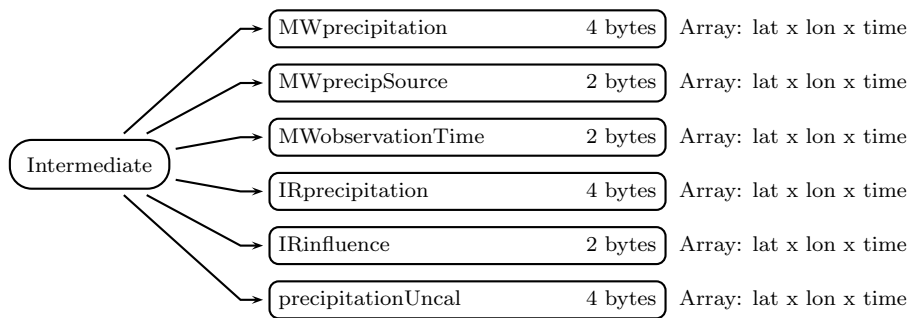 MWprecipitation 4 bytes Array: lat x lon x time
MWprecipSource 2 bytes Array: lat x lon x time
MWobservationTime 2 bytes Array: lat x lon x time
Intermediate
IRprecipitation 4 bytes Array: lat x lon x time
IRinfluence 2 bytes Array: lat x lon x time
precipitationUncal 4 bytes Array: lat x lon x time